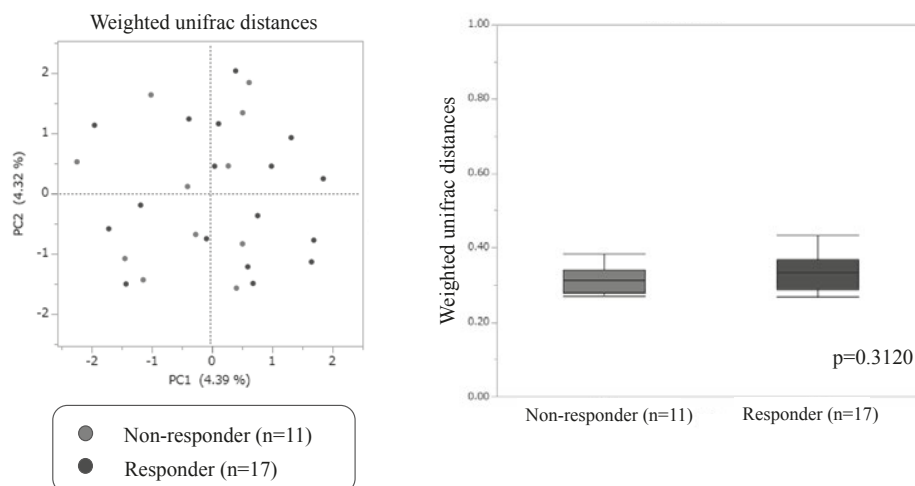 Weighted unifrac distances
2
1
0
-1
-2
PC2 (4.32 %)
-2
-1
0
1
2
PC1 (4.39 %)
Non-responder (n=11)
Responder (n=17)
Weighted unifrac distances
1.00
0.80
0.60
0.40
0.20
0.00
p=0.3120
Non-responder (n=11)
Responder (n=17)